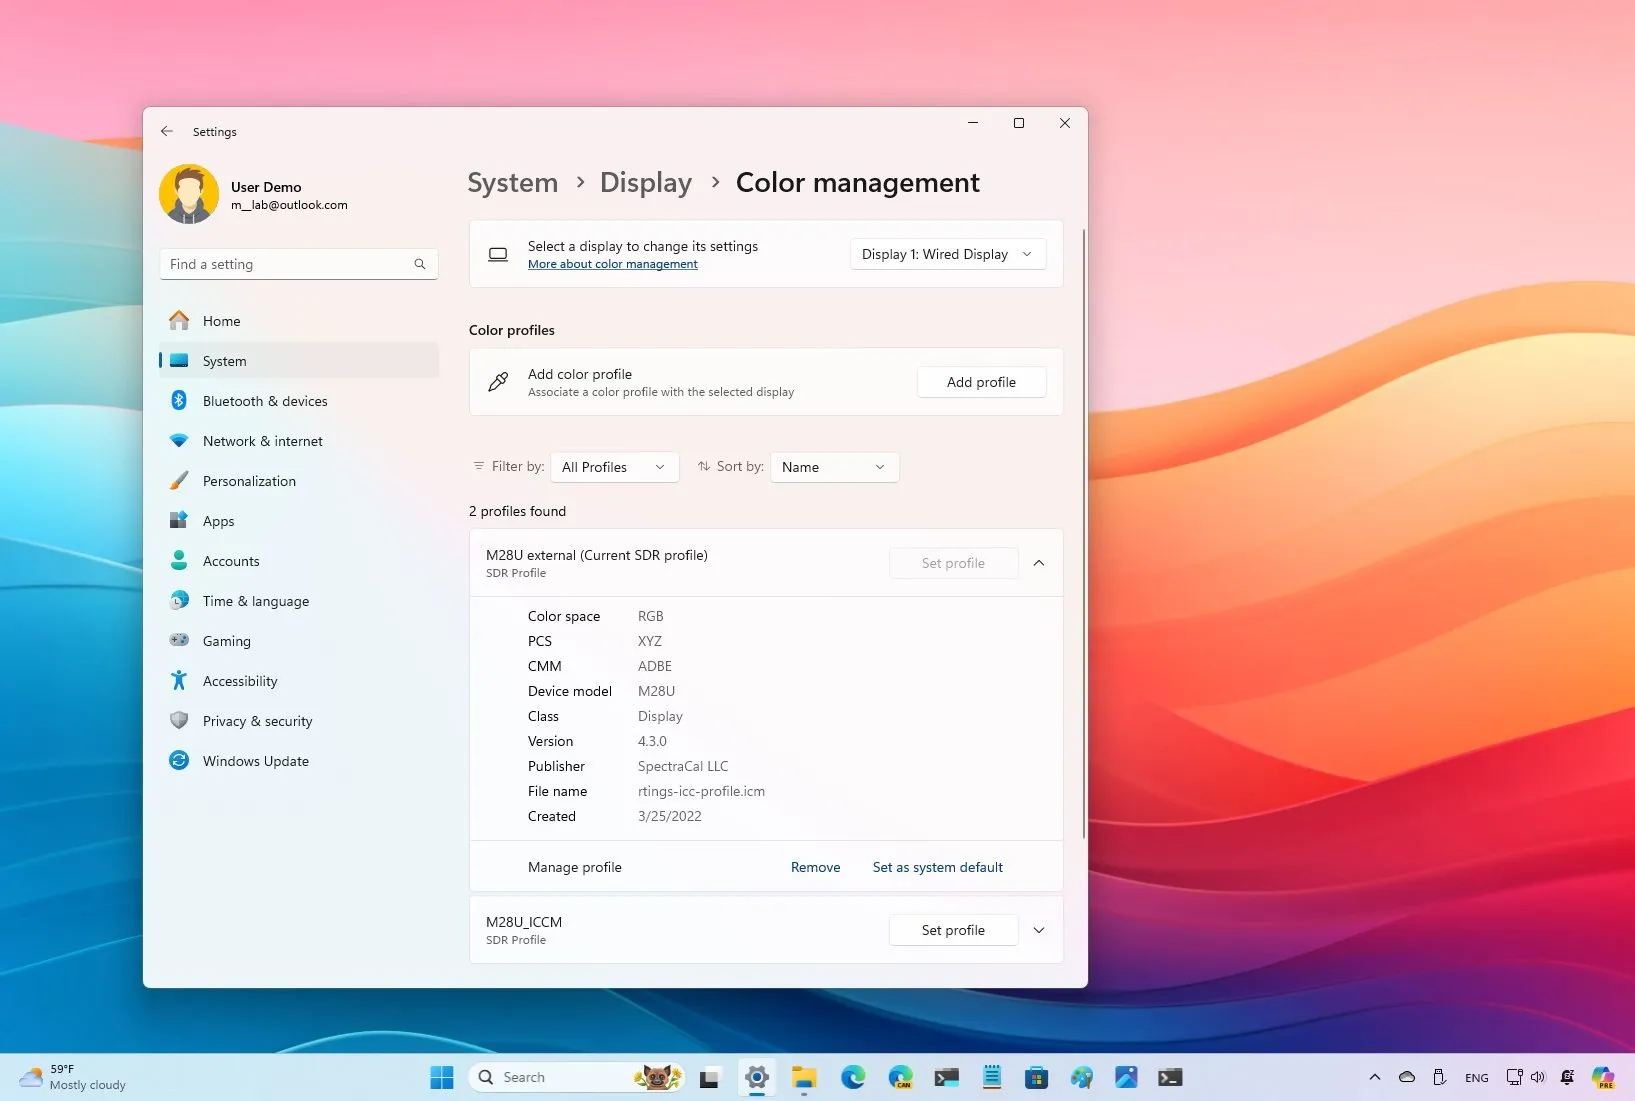 Settings
User Demo
m__lab@outlook.com
Find a setting
Home
System
Bluetooth & devices
Network & internet
Personalization
Apps
Accounts
Time & language
Gaming
Accessibility
Privacy & security
Windows Update
System › Display › Color management
Select a display to change its settings
More about color management
Display 1: Wired Display
Color profiles
Add color profile
Associate a color profile with the selected display
Add profile
Filter by: All Profiles Sort by: Name
2 profiles found
M28U external (Current SDR profile)
SDR Profile
Set profile
Color space RGB
PCS XYZ
CMM ADBE
Device model M28U
Class Display
Version 4.3.0
Publisher SpectraCal LLC
File name rtings-icc-profile.icm
Created 3/25/2022
Manage profile Remove Set as system default
M28U_ICCM
SDR Profile
Set profile
59°F
Mostly cloudy
Search
CAN
ENG
PRE